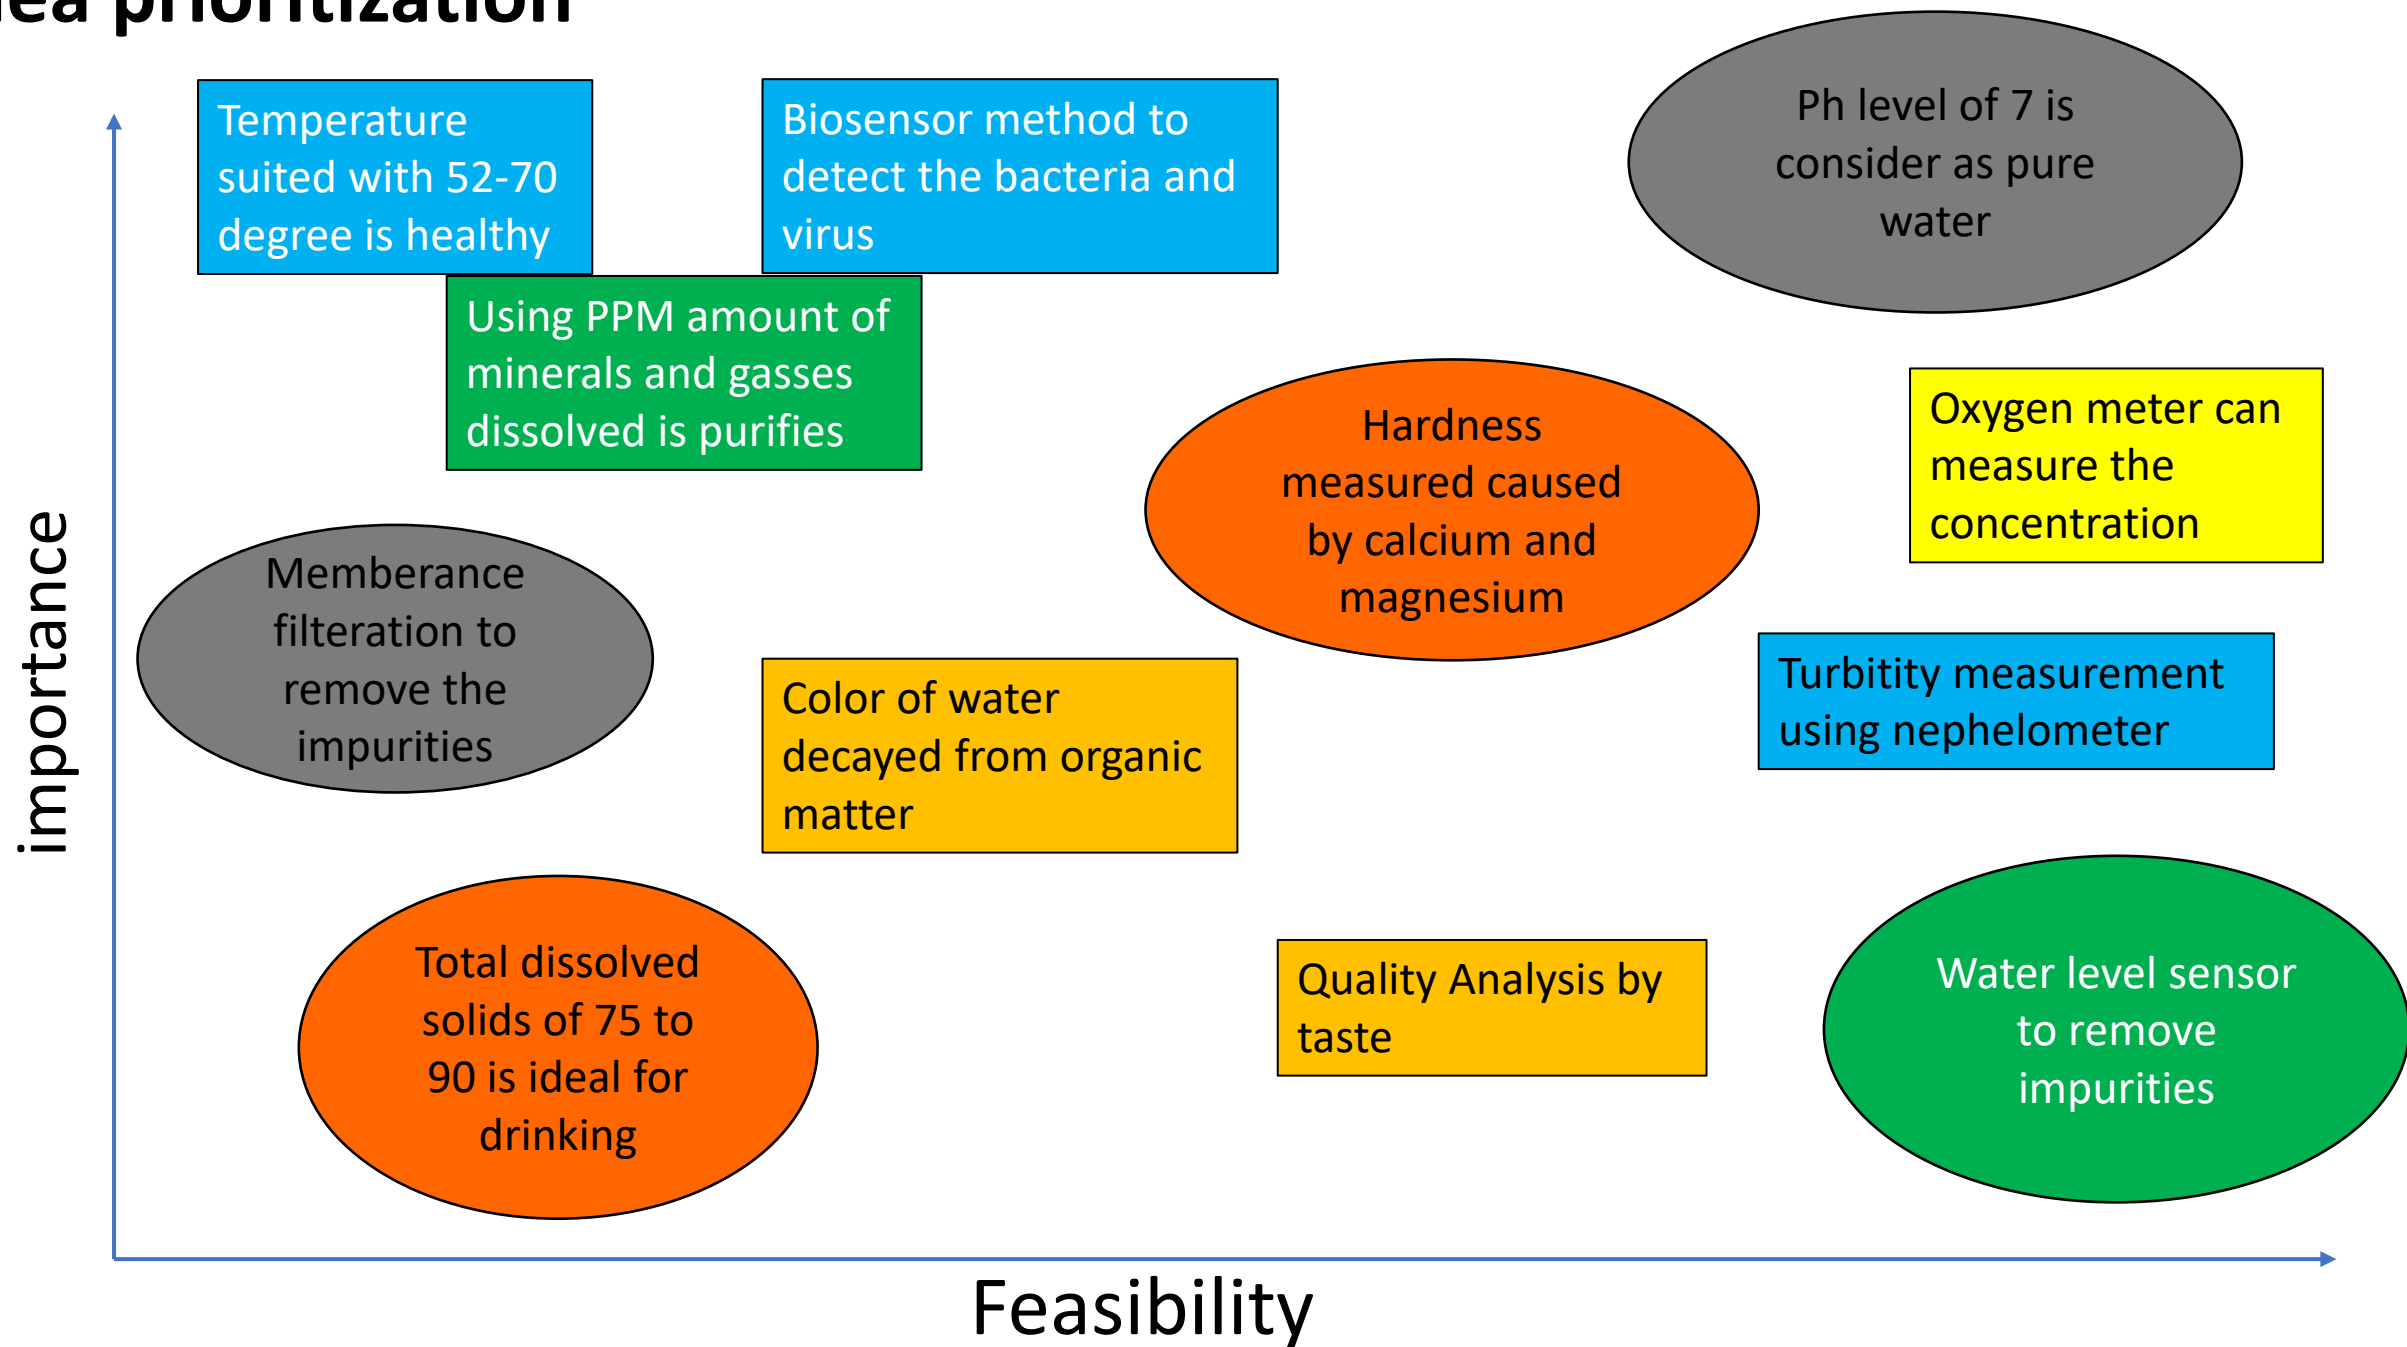 prioritization
Temperature
suited with 52-70
degree is healthy
Biosensor method to
detect the bacteria and
virus
Ph level of 7 is
consider as pure
water
Using PPM amount of
minerals and gasses
dissolved is purifies
Hardness
measured caused
by calcium and
magnesium
Oxygen meter can
measure the
concentration
importance
Memberance
filteration to
remove the
impurities
Color of water
decayed from organic
matter
Turbitity measurement
using nephelometer
Total dissolved
solids of 75 to
90 is ideal for
drinking
Quality Analysis by
taste
Water level sensor
to remove
impurities
Feasibility